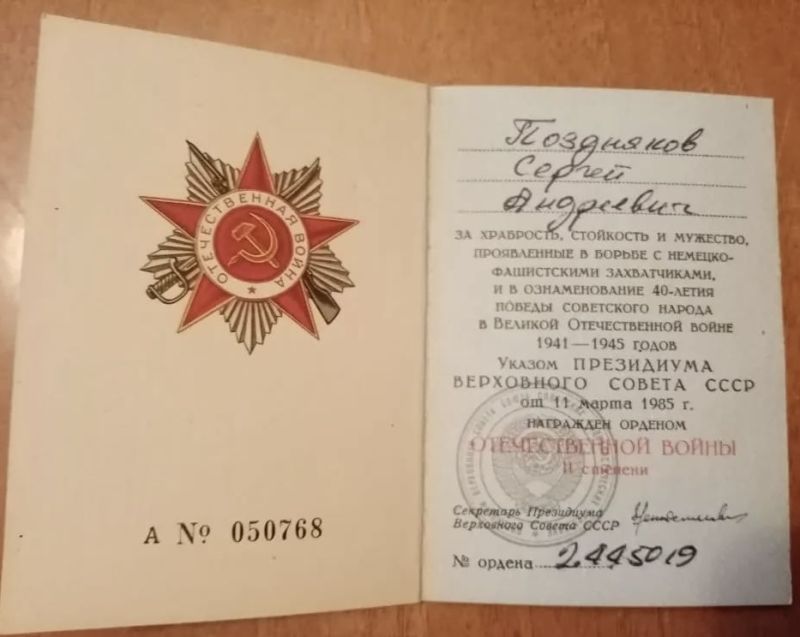 ОТЕЧЕСТВЕННАЯ ВОЙНА
А № 050768
Поздняков
Сергей
Андреевич
ЗА ХРАБРОСТЬ, СТОЙКОСТЬ И МУЖЕСТВО,
ПРОЯВЛЕННЫЕ В БОРЬБЕ С НЕМЕЦКО-
ФАШИСТСКИМИ ЗАХВАТЧИКАМИ,
И В ОЗНАМЕНОВАНИЕ 40-ЛЕТИЯ
ПОБЕДЫ СОВЕТСКОГО НАРОДА
В ВЕЛИКОЙ ОТЕЧЕСТВЕННОЙ ВОЙНЕ
1941—1945 ГОДОВ
УКАЗОМ ПРЕЗИДИУМА
ВЕРХОВНОГО СОВЕТА СССР
от 11 марта 1985 г.
НАГРАЖДЕН ОРДЕНОМ
ОТЕЧЕСТВЕННОЙ ВОЙНЫ
II степени
Секретарь Президиума
Верховного Совета СССР
№ ордена 2445019